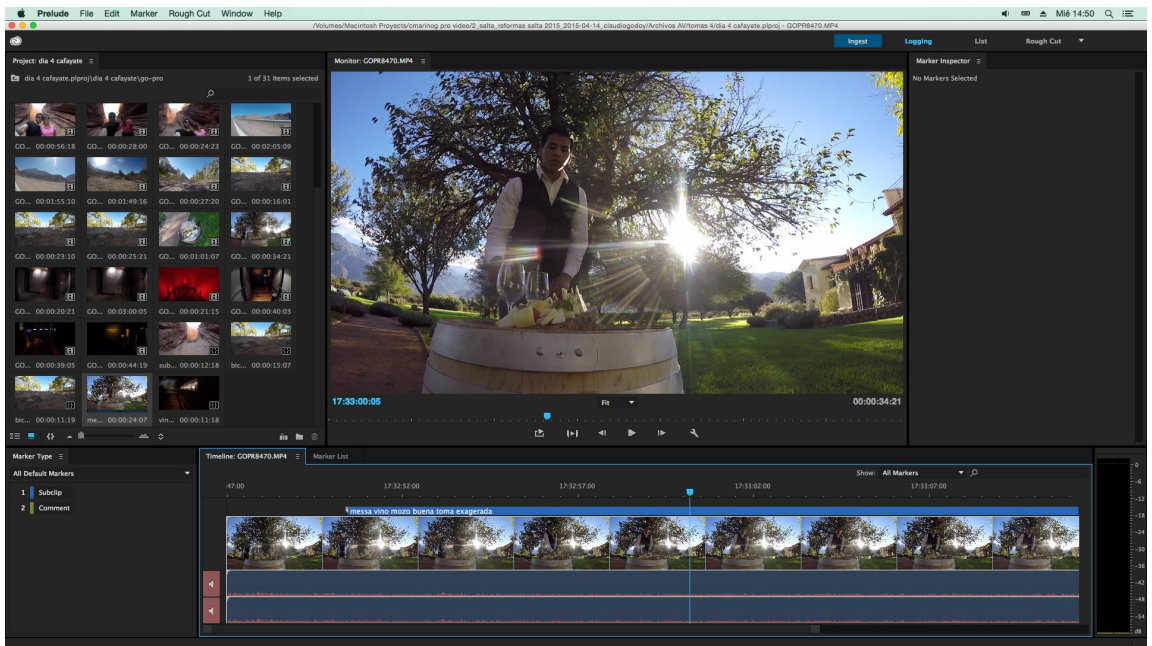 Prelude File Edit Marker Rough Cut Window Help Mié 14:50
/Volumes/Macintosh Proyects/cmarinog pro video/2_salta_reformas salta 2015_2015-04-14_claudiogodoy/Archivos AV/tomas 4/dia 4 cafayate.plproj - GOPR8470.MP4
Ingest Logging List Rough Cut
Project: dia 4 cafayate
dia 4 cafayate.plproj\dia 4 cafayate\go-pro 1 of 31 Items selected
GO... 00:00:56:18 GO... 00:00:28:00 GO... 00:00:24:23 GO... 00:02:05:09
GO... 00:01:55:10 GO... 00:01:49:16 GO... 00:00:27:20 GO... 00:00:16:01
GO... 00:00:23:10 GO... 00:00:25:21 GO... 00:01:01:07 GO... 00:00:34:21
GO... 00:00:20:21 GO... 00:03:00:05 GO... 00:00:21:15 GO... 00:00:40:03
GO... 00:00:39:05 GO... 00:00:44:19 sub... 00:00:12:18 bic... 00:00:15:07
bic... 00:00:11:19 me... 00:00:24:07 vin... 00:00:11:18
Monitor: GOPR8470.MP4
17:33:00:05 Fit 00:00:34:21
Marker Inspector
No Markers Selected
Marker Type
All Default Markers
1 Subclip
2 Comment
Timeline: GOPR8470.MP4 Marker List
Show: All Markers
47:00 17:32:52:00 17:32:57:00 17:33:02:00 17:33:07:00
messa vino mozo buena toma exagerada
0
-6
-12
-18
-24
-30
-36
-42
-48
-54
dB